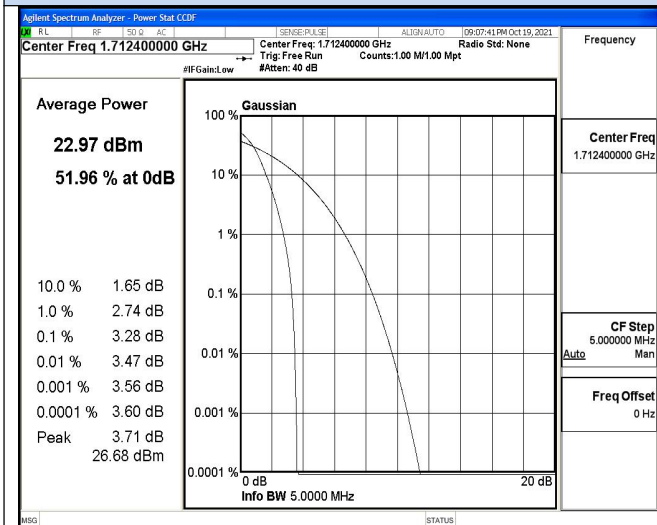 Agilent Spectrum Analyzer - Power Stat CCDF
RL RF 50 Ω AC SENSE:PULSE ALIGN AUTO 09:07:41 PM Oct 19, 2021
Center Freq 1.712400000 GHz
Center Freq: 1.712400000 GHz Radio Std: None
Trig: Free Run Counts:1.00 M/1.00 Mpt
#IFGain:Low #Atten: 40 dB
Frequency
Average Power
22.97 dBm
51.96 % at 0dB
10.0 % 1.65 dB
1.0 % 2.74 dB
0.1 % 3.28 dB
0.01 % 3.47 dB
0.001 % 3.56 dB
0.0001 % 3.60 dB
Peak 3.71 dB
26.68 dBm
Gaussian
100 %
10 %
1 %
0.1 %
0.01 %
0.001 %
0.0001 %
0 dB 20 dB
Info BW 5.0000 MHz
Center Freq
1.712400000 GHz
CF Step
5.000000 MHz
Auto Man
Freq Offset
0 Hz
MSG STATUS